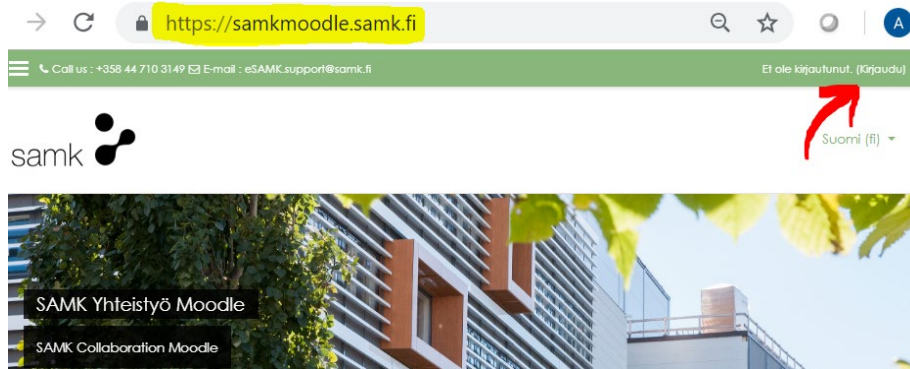 https://samkmoodle.samk.fi
A
Call us : +358 44 710 3149 E-mail : eSAMK.support@samk.fi
Et ole kirjautunut. (Kirjaudu)
samk
Suomi (fi)
SAMK Yhteistyö Moodle
SAMK Collaboration Moodle